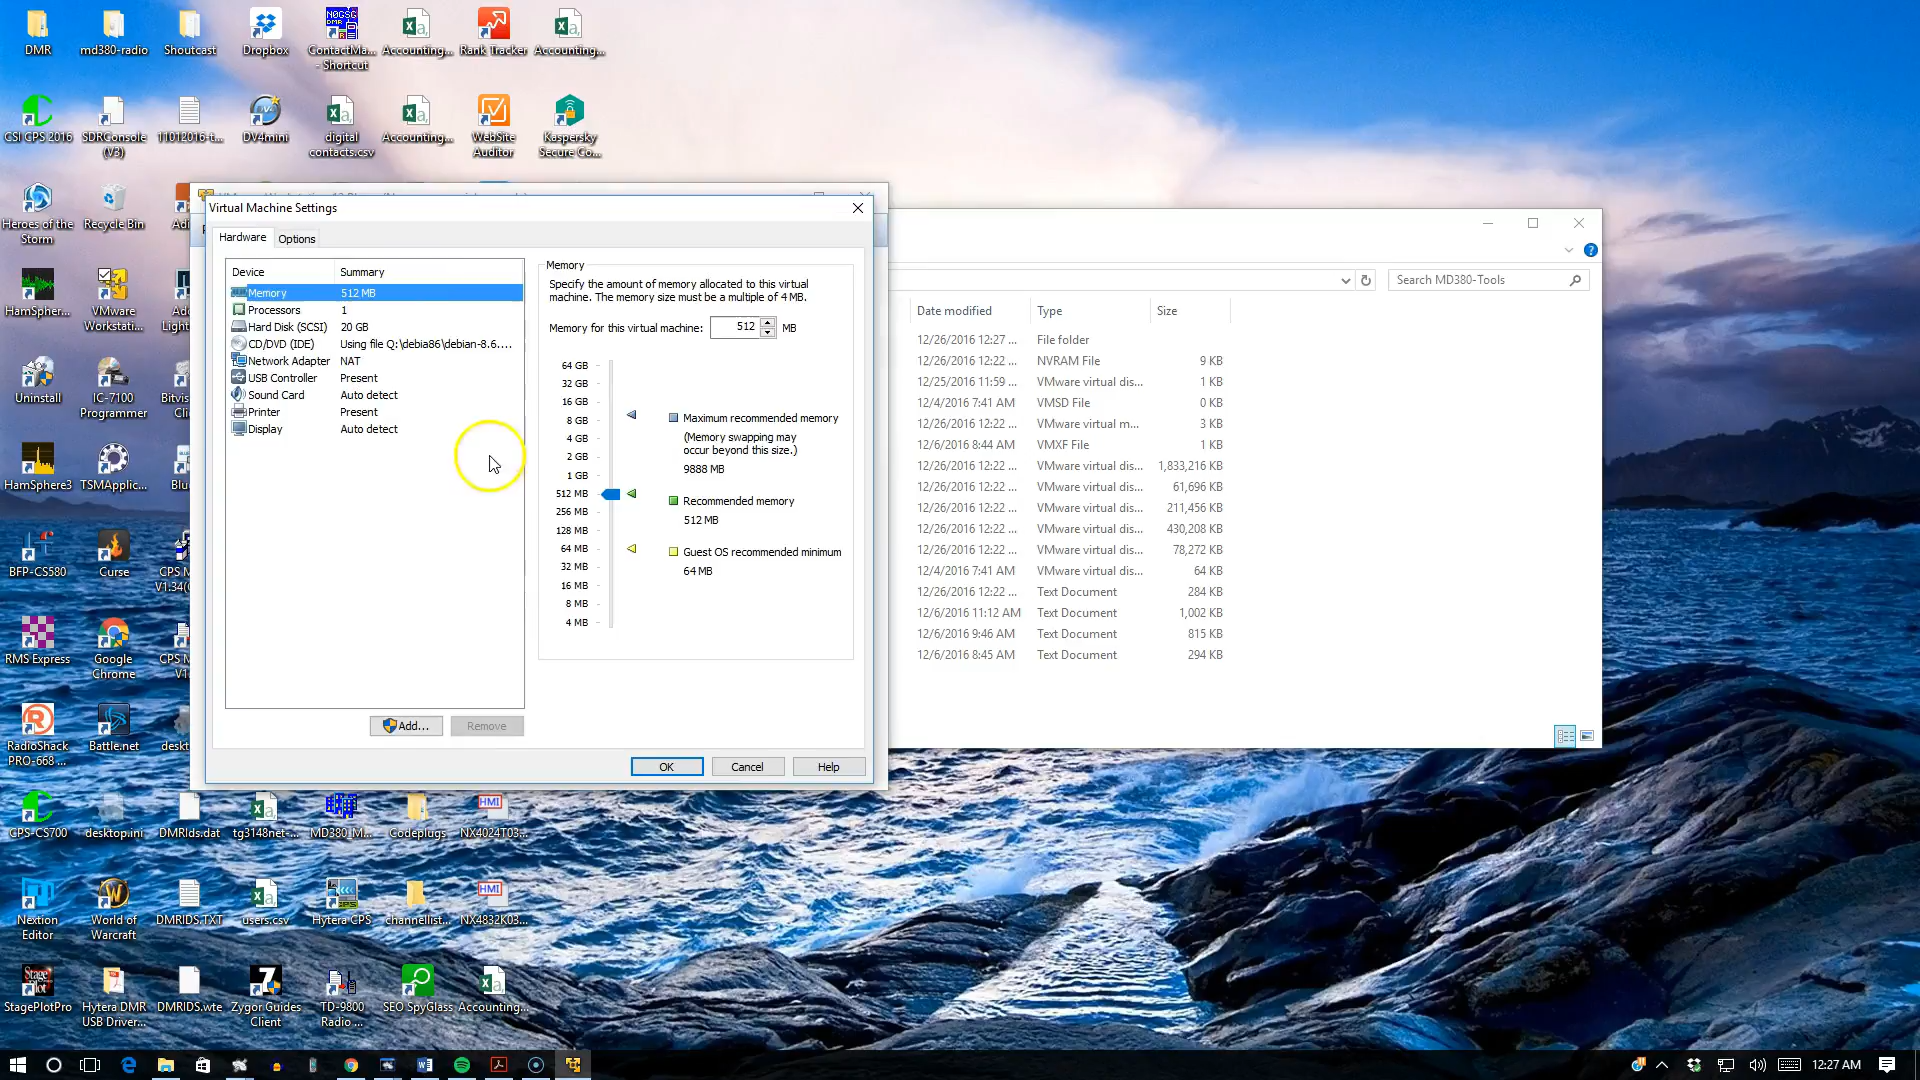 DMR
md380-radio
Shoutcast
Dropbox
ContactMa...
- Shortcut
Accounting...
Rank Tracker
Accounting...
CSI CPS 2016
SDRConsole
(V3)
11012016-t...
DV4mini
digital
contacts.csv
Accounting...
WebSite
Auditor
Kaspersky
Secure Co...
Heroes of the
Storm
Recycle Bin
HamSpher...
VMware
Workstati...
Uninstall
IC-7100
Programmer
HamSphere3
TSMApplic...
BFP-CS580
Curse
RMS Express
Google
Chrome
RadioShack
PRO-668 ...
Battle.net
Virtual Machine Settings
Hardware
Options
Device
Summary
Memory
512 MB
Processors
1
Hard Disk (SCSI)
20 GB
CD/DVD (IDE)
Using file Q:\debia86\debian-8.6....
Network Adapter
NAT
USB Controller
Present
Sound Card
Auto detect
Printer
Present
Display
Auto detect
Add...
Remove
Memory
Specify the amount of memory allocated to this virtual
machine. The memory size must be a multiple of 4 MB.
Memory for this virtual machine:
512
MB
64 GB
32 GB
16 GB
8 GB
4 GB
2 GB
1 GB
512 MB
256 MB
128 MB
64 MB
32 MB
16 MB
8 MB
4 MB
Maximum recommended memory
(Memory swapping may
occur beyond this size.)
9888 MB
Recommended memory
512 MB
Guest OS recommended minimum
64 MB
OK
Cancel
Help
Search MD380-Tools
Date modified
Type
Size
12/26/2016 12:27 ...
File folder
12/26/2016 12:22 ...
NVRAM File
9 KB
12/25/2016 11:59 ...
VMware virtual dis...
1 KB
12/4/2016 7:41 AM
VMSD File
0 KB
12/26/2016 12:22 ...
VMware virtual m...
3 KB
12/6/2016 8:44 AM
VMXF File
1 KB
12/26/2016 12:22 ...
VMware virtual dis...
1,833,216 KB
12/26/2016 12:22 ...
VMware virtual dis...
61,696 KB
12/26/2016 12:22 ...
VMware virtual dis...
211,456 KB
12/26/2016 12:22 ...
VMware virtual dis...
430,208 KB
12/26/2016 12:22 ...
VMware virtual dis...
78,272 KB
12/4/2016 7:41 AM
VMware virtual dis...
64 KB
12/26/2016 12:22 ...
Text Document
284 KB
12/6/2016 11:12 AM
Text Document
1,002 KB
12/6/2016 9:46 AM
Text Document
815 KB
12/6/2016 8:45 AM
Text Document
294 KB
CPS-CS700
desktop.ini
DMRIds.dat
tg3148net-...
MD380_M...
Codeplugs
NX4024T03...
Nextion
Editor
World of
Warcraft
DMRIDS.TXT
users.csv
Hytera CPS
channellist...
NX4832K03...
StagePlotPro
Hytera DMR
USB Driver...
DMRIDS.wte
Zygor Guides
Client
TD-9800
Radio ...
SEO SpyGlass
Accounting...
12:27 AM